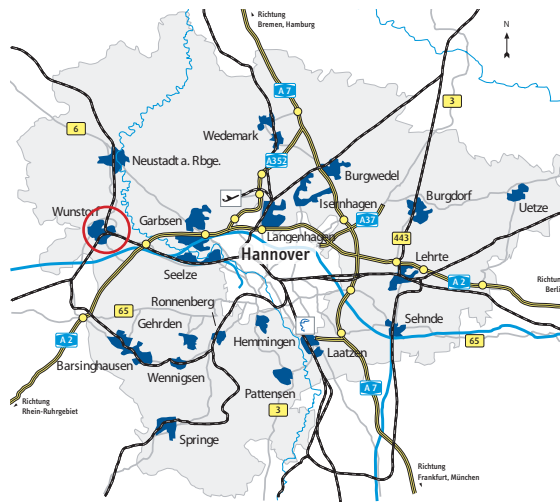 Richtung
Bremen, Hamburg
N
A 7
A 2
3
6
Wedemark
Neustadt a. Rbge.
A352
Burgwedel
Isernhagen
Burgdorf
Uetze
Wunstorf
Garbsen
A37
Langenhagen
443
Lehrte
Hannover
Seelze
A 2
Richtung
Berli
Ronnenberg
65
Gehrden
Sehnde
Hemmingen
A 2
65
Laatzen
Barsinghausen
Wennigsen
A 7
Pattensen
Richtung
Rhein-Ruhrgebiet
3
Springe
Richtung
Frankfurt, München